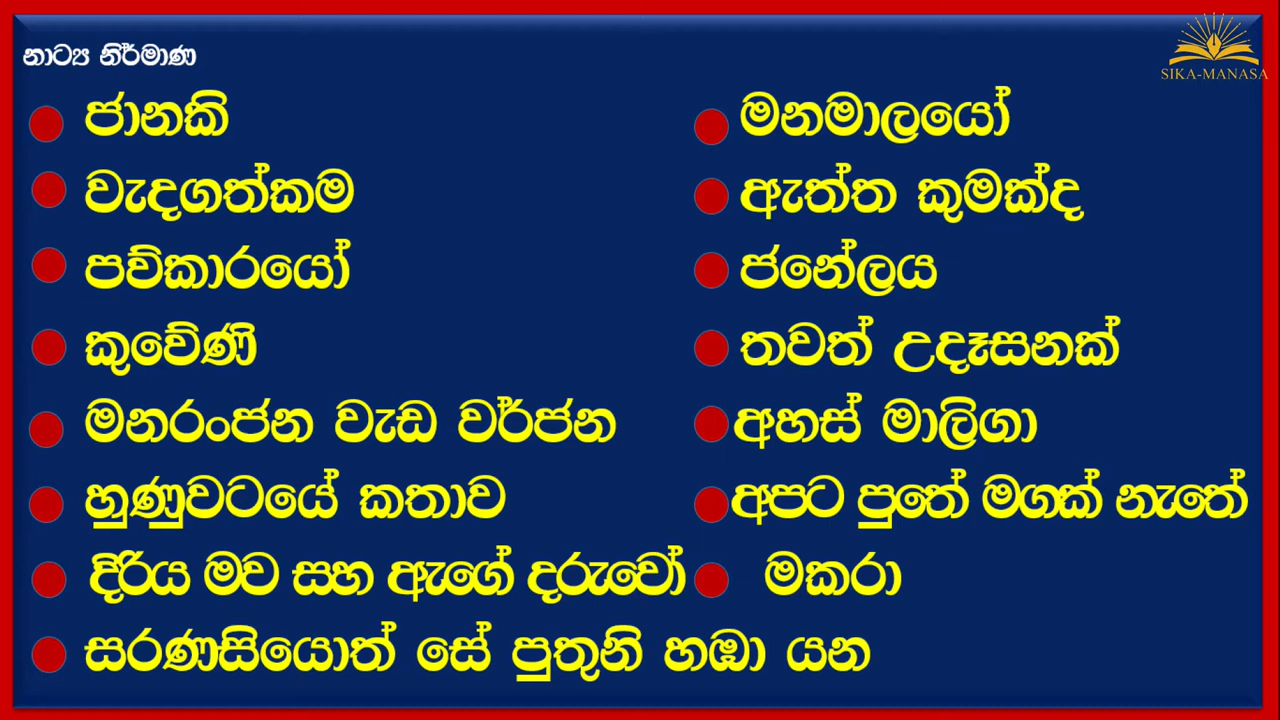 නාට්‍ය නිර්මාණ
SIKA-MANASA
ජානකි
වැදගත්කම
පව්කාරයෝ
කුවේණි
මනරංජන වැඩ වර්ජන
හුණුවටයේ කතාව
දිරිය මව සහ ඇගේ දරුවෝ
සරණසියොත් සේ පුතුනි හඹා යන
මනමාලයෝ
ඇත්ත කුමක්ද
ජනේලය
තවත් උදෑසනක්
අහස් මාලිගා
අපට පුතේ මගක් නැතේ
මකරා